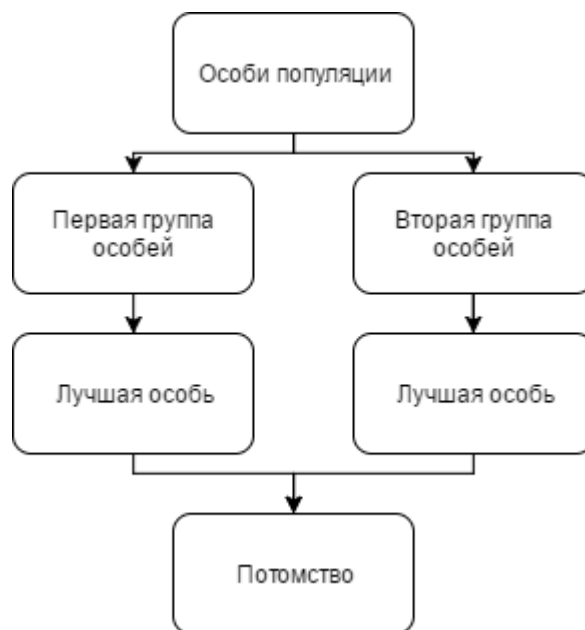 Особи популяции
Первая группа
особей
Вторая группа
особей
Лучшая особь
Лучшая особь
Потомство